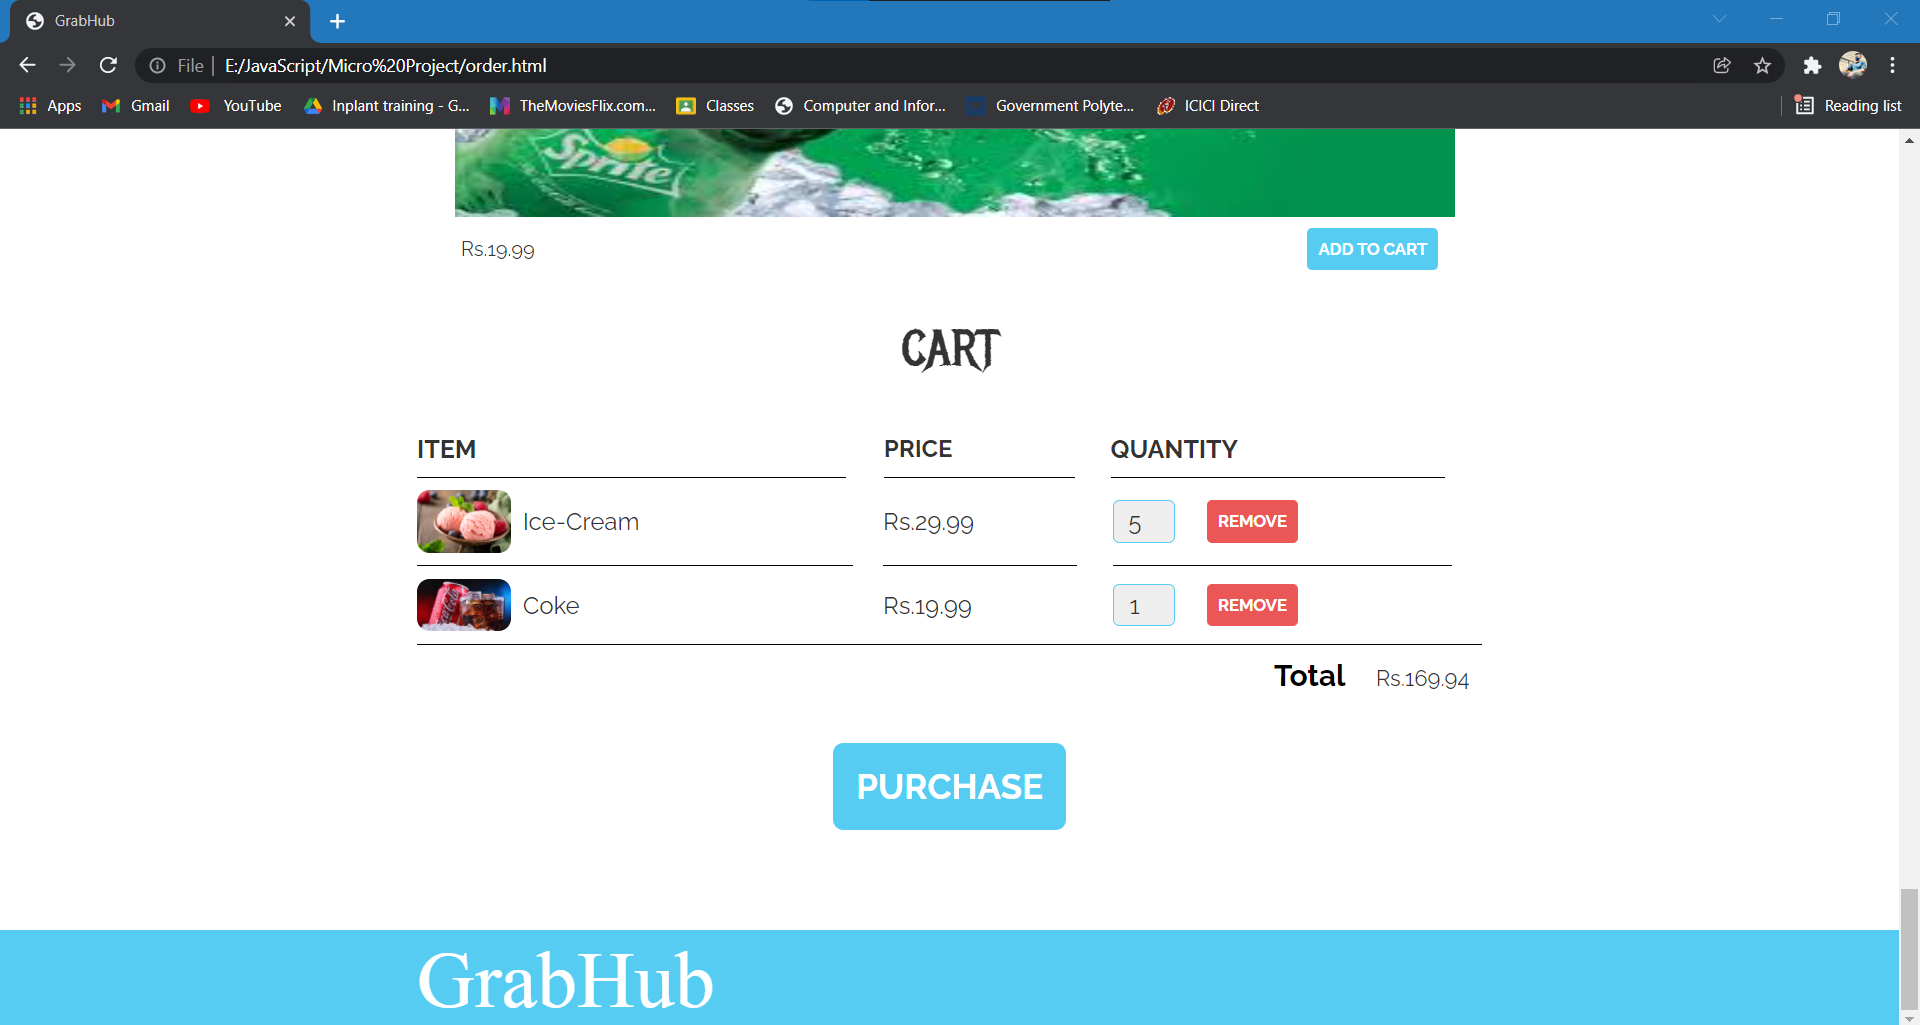 GrabHub
File E:/JavaScript/Micro%20Project/order.html
Apps Gmail YouTube Inplant training - G... TheMoviesFlix.com... Classes Computer and Infor... Government Polyte... ICICI Direct Reading list
Sprite
Rs.19.99 ADD TO CART
CART
ITEM PRICE QUANTITY
Ice-Cream Rs.29.99 5 REMOVE
Coke Rs.19.99 1 REMOVE
Total Rs.169.94
PURCHASE
GrabHub